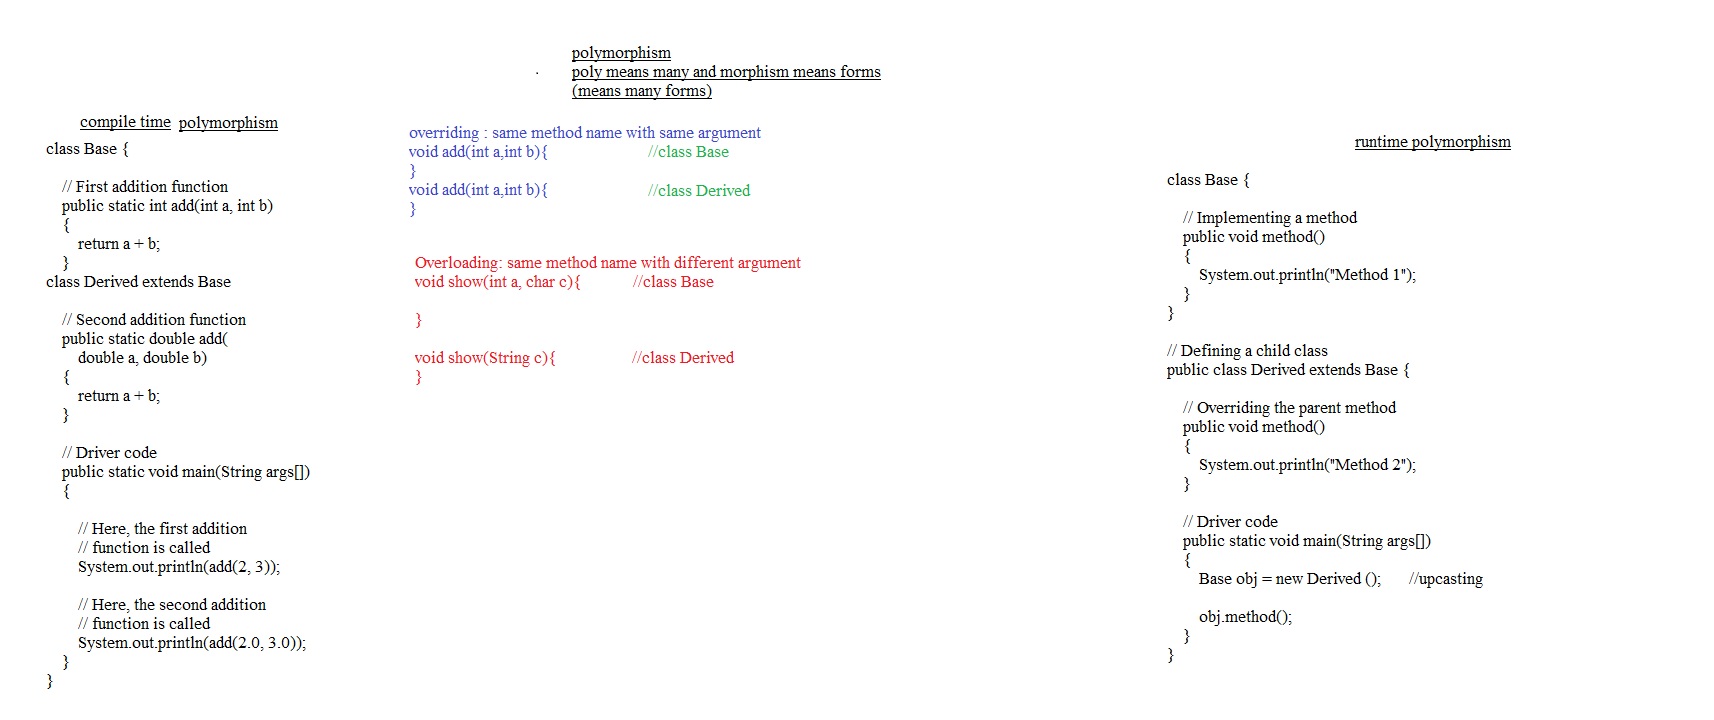 polymorphism
poly means many and morphism means forms
(means many forms)
compile time polymorphism
class Base {
// First addition function
public static int add(int a, int b)
{
return a + b;
}
class Derived extends Base
// Second addition function
public static double add(
double a, double b)
{
return a + b;
}
// Driver code
public static void main(String args[])
{
// Here, the first addition
// function is called
System.out.println(add(2, 3));
// Here, the second addition
// function is called
System.out.println(add(2.0, 3.0));
}
}
overriding : same method name with same argument
void add(int a,int b){ //class Base
}
void add(int a,int b){ //class Derived
}
Overloading: same method name with different argument
void show(int a, char c){ //class Base
}
void show(String c){ //class Derived
}
runtime polymorphism
class Base {
// Implementing a method
public void method()
{
System.out.println("Method 1");
}
}
// Defining a child class
public class Derived extends Base {
// Overriding the parent method
public void method()
{
System.out.println("Method 2");
}
// Driver code
public static void main(String args[])
{
Base obj = new Derived (); //upcasting
obj.method();
}
}